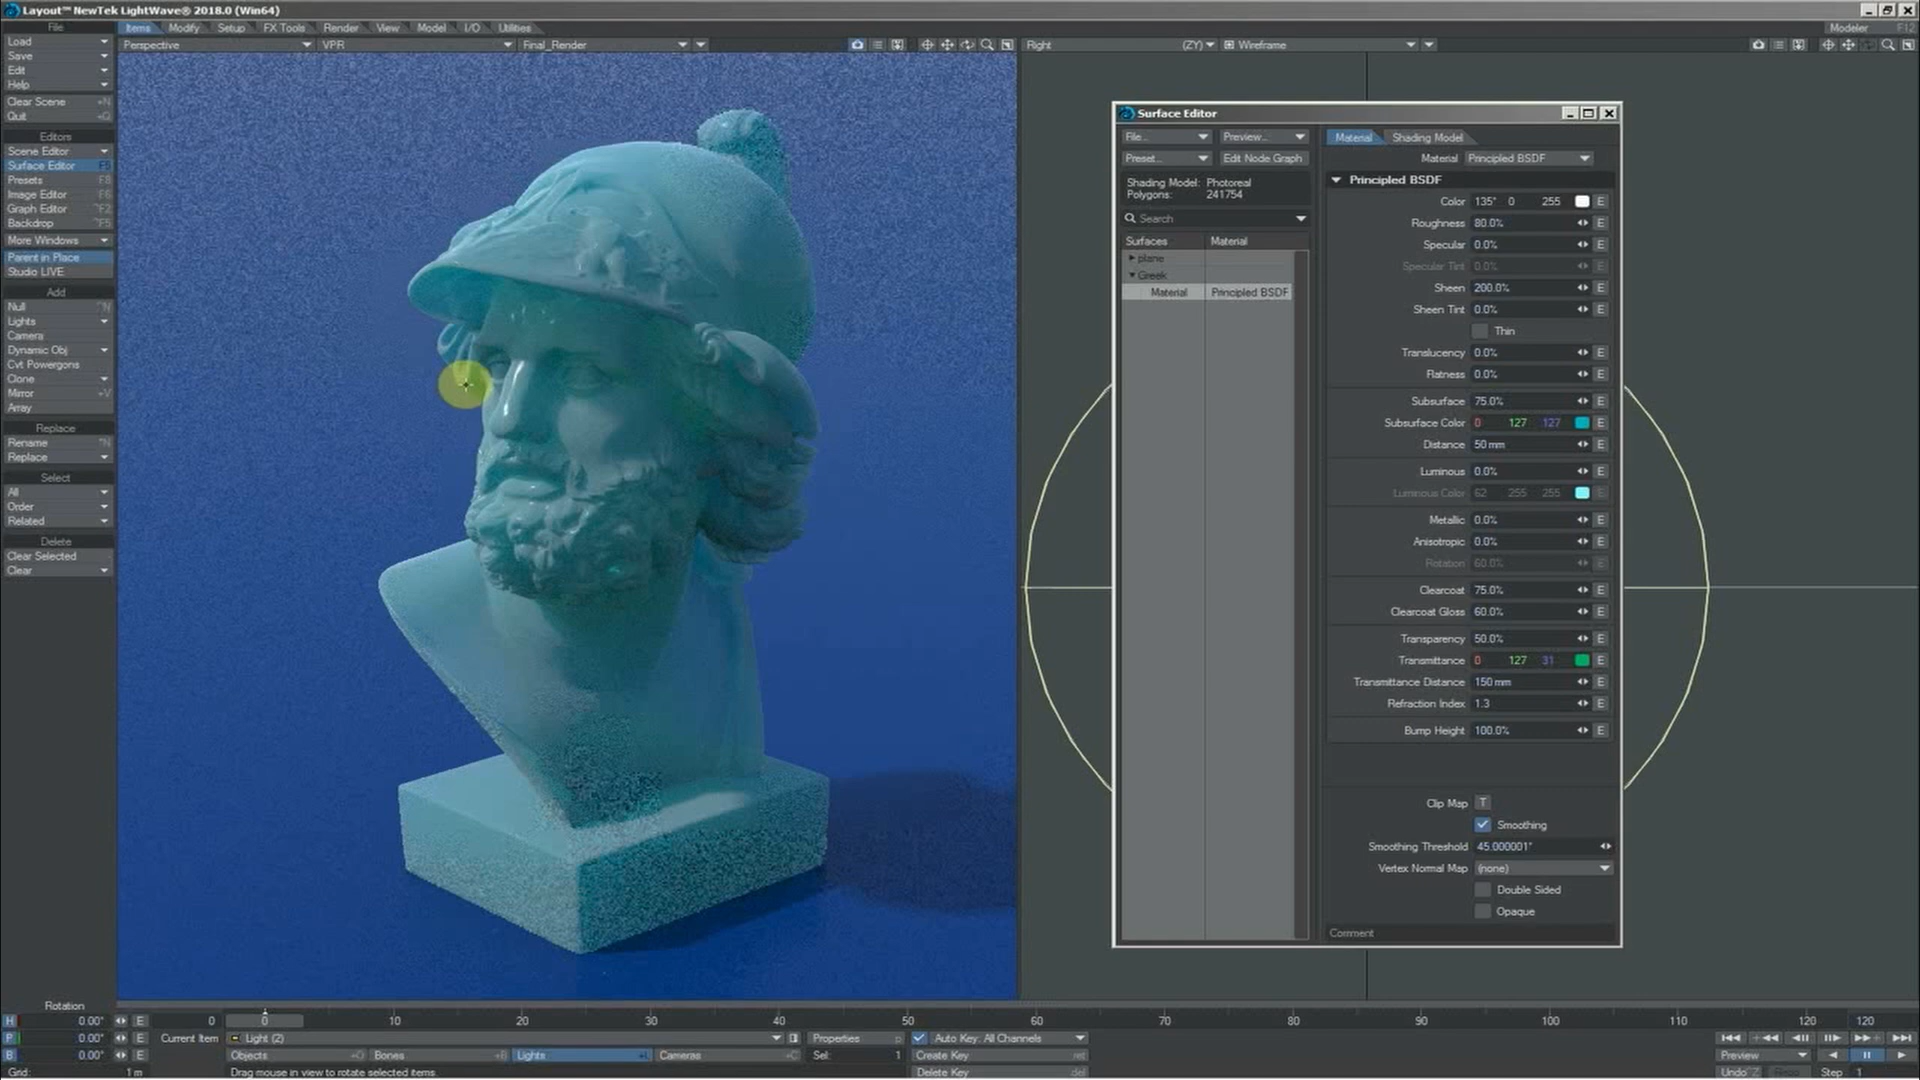 Layout™ NewTek LightWave® 2018.0 (Win64)
File Items Modify Setup FX Tools Render View Model I/O Utilities Modeler F12
Load
Save
Edit
Help
Clear Scene
Quit
Editors
Scene Editor
Surface Editor F5
Presets F8
Image Editor F6
Graph Editor ^F2
Backdrop ^F5
More Windows
Parent in Place
Studio LIVE
Add
Null
Lights
Camera
Dynamic Obj
Cvt Powergons
Clone
Mirror +V
Array
Replace
Rename
Replace
Select
All
Order
Related
Delete
Clear Selected
Clear
Perspective VPR Final_Render
Right (ZY) Wireframe
Surface Editor
File... Preview...
Preset... Edit Node Graph
Shading Model: Photoreal
Polygons: 241754
Search
Surfaces Material
plane
Greek
Material Principled BSDF
Material Shading Model
Material Principled BSDF
Principled BSDF
Color 135° 0 255 E
Roughness 80.0% E
Specular 0.0% E
Specular Tint 0.0% E
Sheen 200.0% E
Sheen Tint 0.0% E
Thin
Translucency 0.0% E
Flatness 0.0% E
Subsurface 75.0% E
Subsurface Color 0 127 127 E
Distance 50 mm E
Luminous 0.0% E
Luminous Color 62 255 255 E
Metallic 0.0% E
Anisotropic 0.0% E
Rotation 60.0% E
Clearcoat 75.0% E
Clearcoat Gloss 60.0% E
Transparency 50.0% E
Transmittance 0 127 31 E
Transmittance Distance 150 mm E
Refraction Index 1.3 E
Bump Height 100.0% E
Clip Map T
Smoothing
Smoothing Threshold 45.000001°
Vertex Normal Map (none)
Double Sided
Opaque
Comment
Rotation
H 0.00° E 0 0 10 20 30 40 50 60 70 80 90 100 110 120 120
P 0.00° E Current Item Light (2) Properties p Auto Key: All Channels
B 0.00° E Objects Bones Lights Cameras Sel: 1 Create Key ret Preview
Grid: 1 m Drag mouse in view to rotate selected items. Delete Key del Undo Step 1